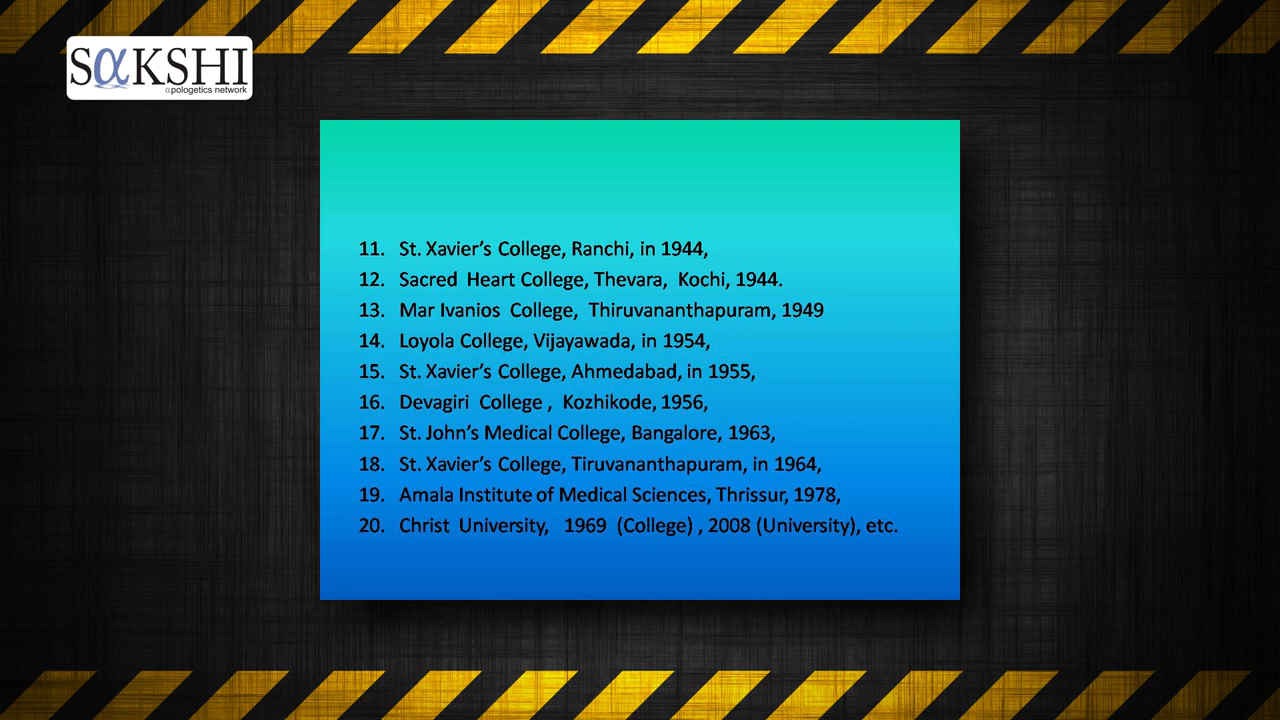 SαKSHI
αpologetics network
11. St. Xavier’s College, Ranchi, in 1944,
12. Sacred Heart College, Thevara, Kochi, 1944.
13. Mar Ivanios College, Thiruvananthapuram, 1949
14. Loyola College, Vijayawada, in 1954,
15. St. Xavier’s College, Ahmedabad, in 1955,
16. Devagiri College , Kozhikode, 1956,
17. St. John’s Medical College, Bangalore, 1963,
18. St. Xavier’s College, Tiruvananthapuram, in 1964,
19. Amala Institute of Medical Sciences, Thrissur, 1978,
20. Christ University, 1969 (College) , 2008 (University), etc.